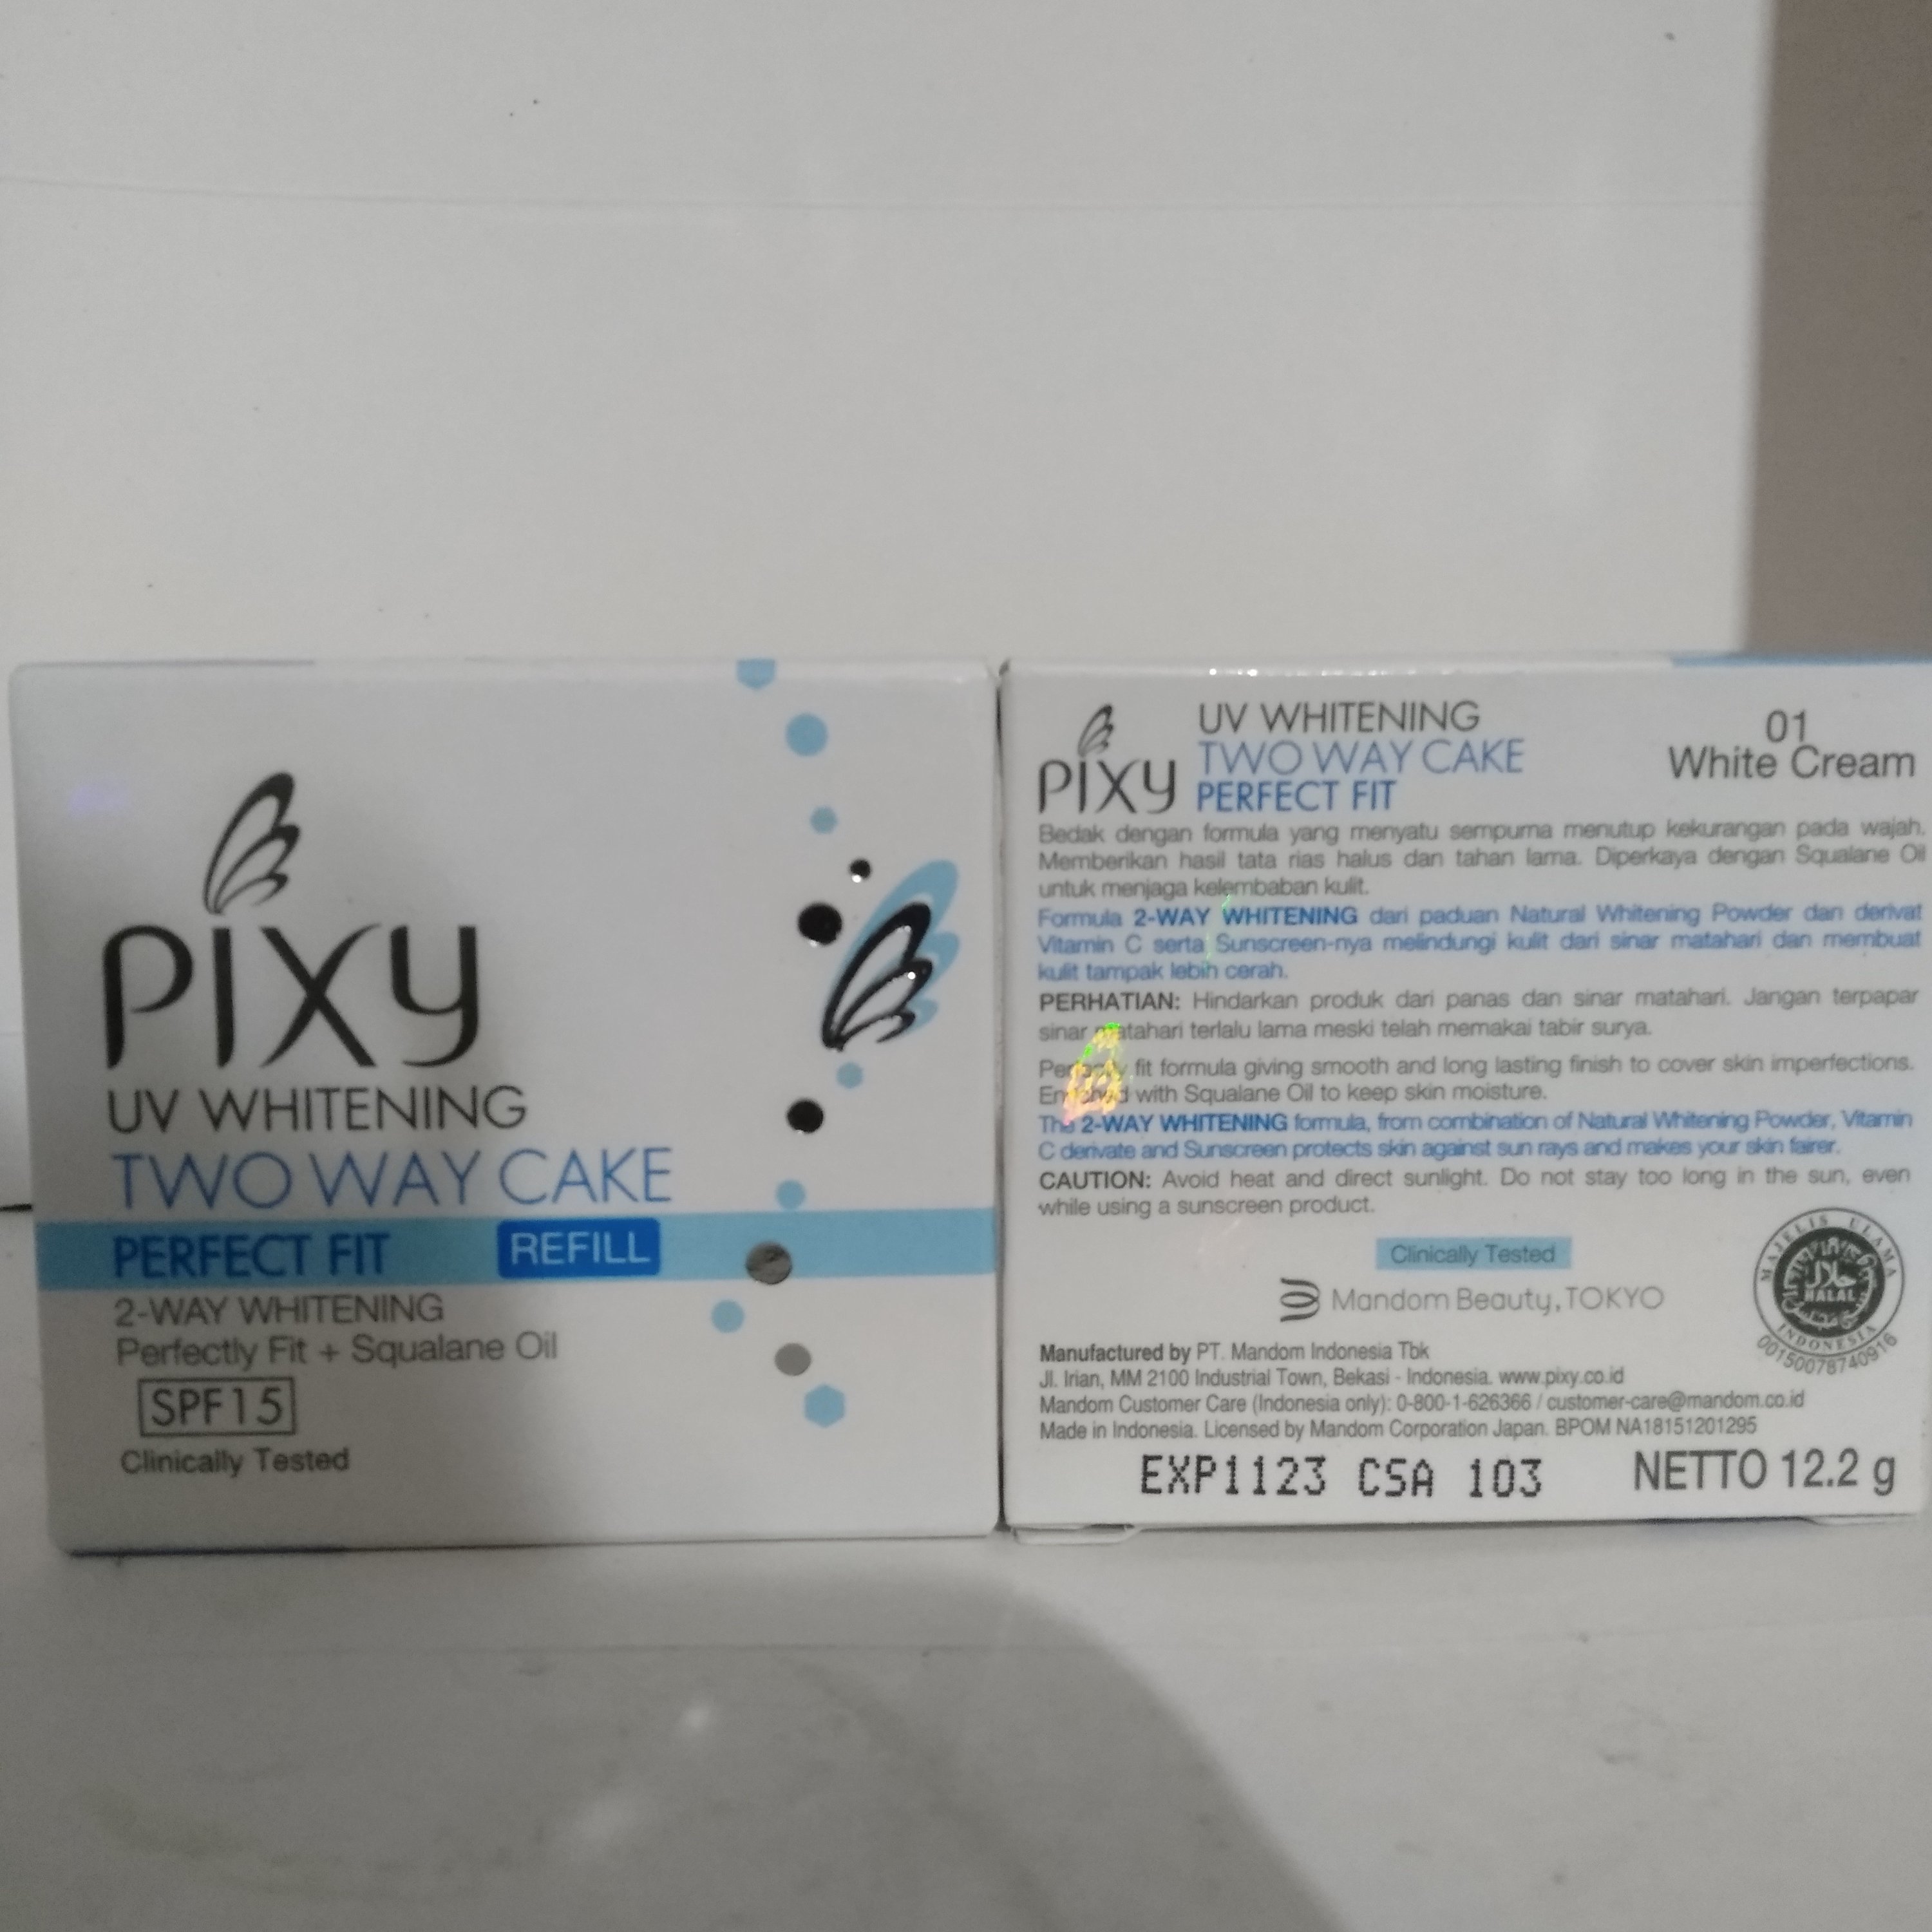 PIXY
UV WHITENING
TWO WAY CAKE
PERFECT FIT REFILL
2-WAY WHITENING
Perfectly Fit + Squalane Oil
SPF15
Clinically Tested
PIXY
UV WHITENING
TWO WAY CAKE
PERFECT FIT
01
White Cream
Bedak dengan formula yang menyatu sempurna menutup kekurangan pada wajah.
Memberikan hasil tata rias halus dan tahan lama. Diperkaya dengan Squalane Oil
untuk menjaga kelembaban kulit.
Formula 2-WAY WHITENING dari paduan Natural Whitening Powder dan derivat
Vitamin C serta Sunscreen-nya melindungi kulit dari sinar matahari dan membuat
kulit tampak lebih cerah.
PERHATIAN: Hindarkan produk dari panas dan sinar matahari. Jangan terpapar
sinar matahari terlalu lama meski telah memakai tabir surya.
Perfectly fit formula giving smooth and long lasting finish to cover skin imperfections.
Enriched with Squalane Oil to keep skin moisture.
The 2-WAY WHITENING formula, from combination of Natural Whitening Powder, Vitamin
C derivate and Sunscreen protects skin against sun rays and makes your skin fairer.
CAUTION: Avoid heat and direct sunlight. Do not stay too long in the sun, even
while using a sunscreen product.
Clinically Tested
Mandom Beauty, TOKYO
MAJELIS ULAMA
حلال
HALAL
INDONESIA
00150078740916
Manufactured by PT. Mandom Indonesia Tbk
Jl. Irian, MM 2100 Industrial Town, Bekasi - Indonesia. www.pixy.co.id
Mandom Customer Care (Indonesia only): 0-800-1-626366 / customer-care@mandom.co.id
Made in Indonesia. Licensed by Mandom Corporation Japan. BPOM NA18151201295
EXP1123 CSA 103
NETTO 12.2 g